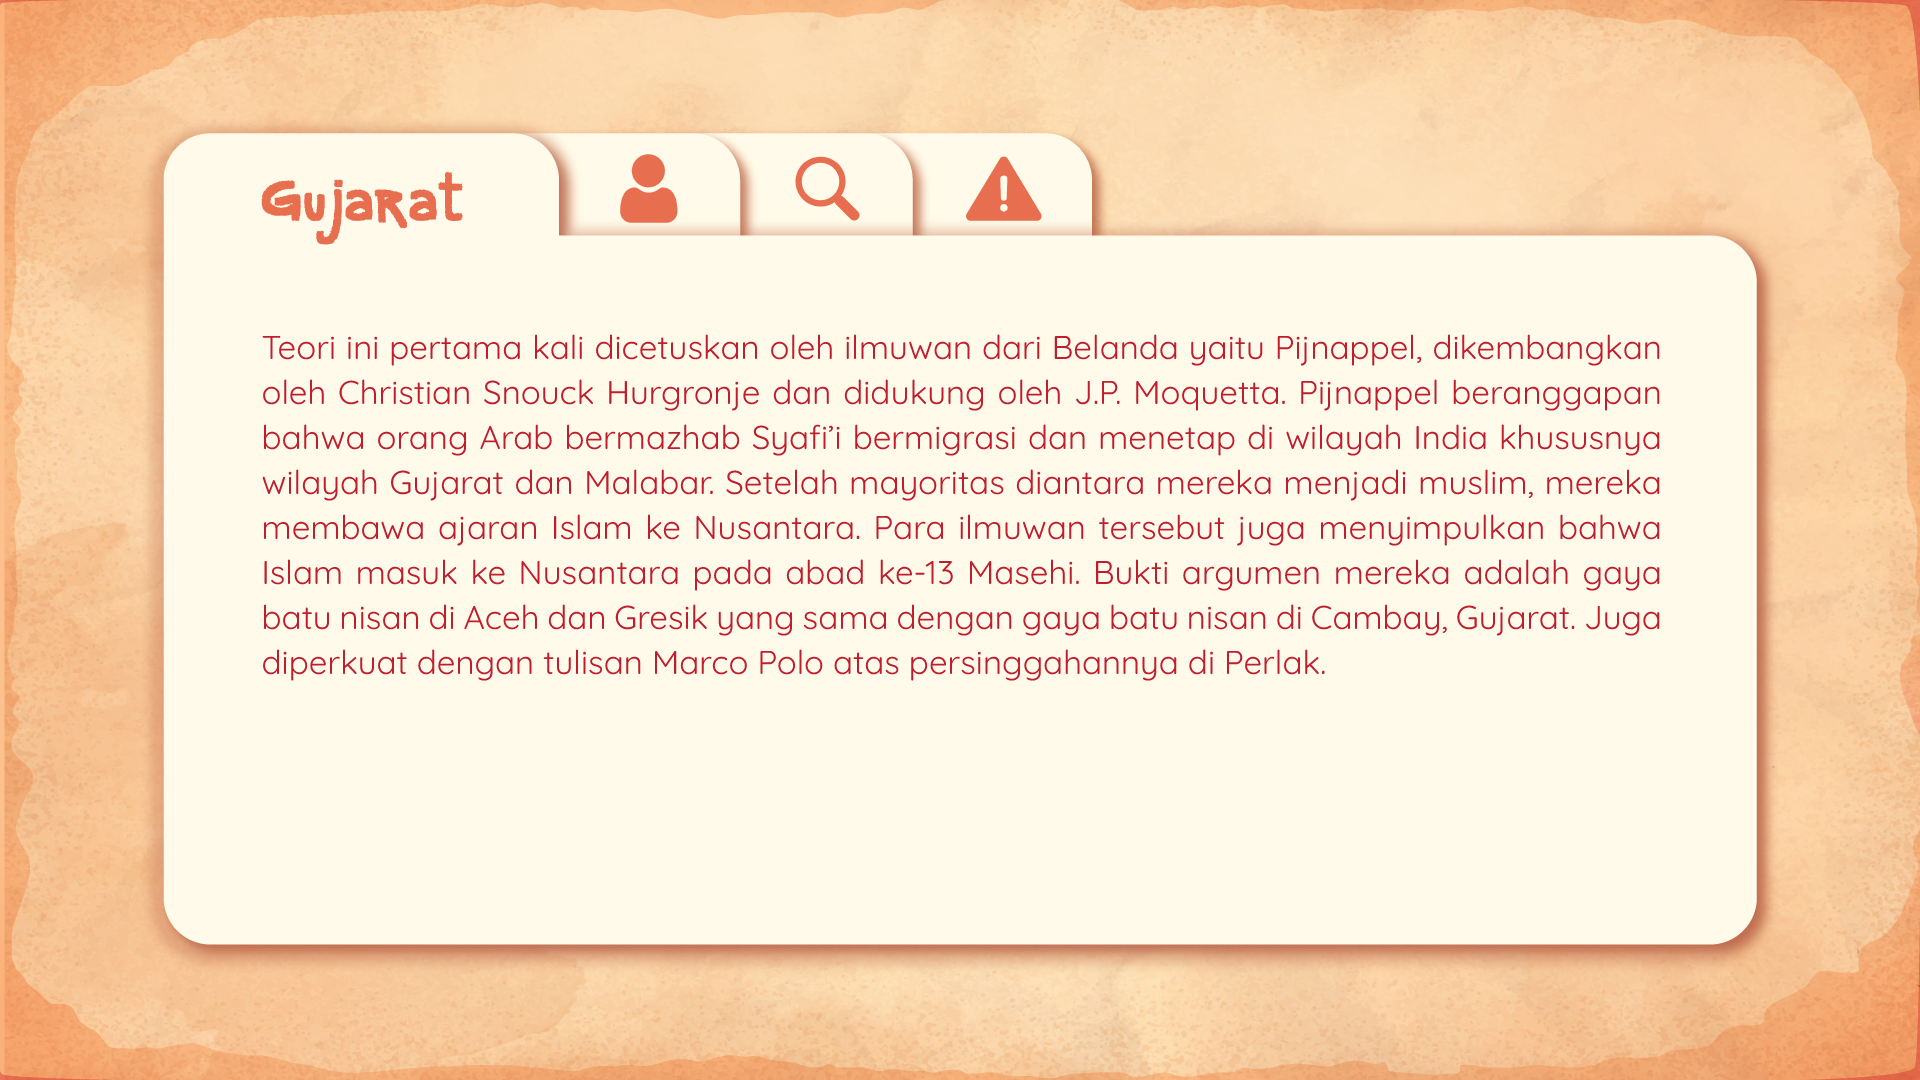 Gujarat
Teori ini pertama kali dicetuskan oleh ilmuwan dari Belanda yaitu Pijnappel, dikembangkan
oleh Christian Snouck Hurgronje dan didukung oleh J.P. Moquetta. Pijnappel beranggapan
bahwa orang Arab bermazhab Syafi’i bermigrasi dan menetap di wilayah India khususnya
wilayah Gujarat dan Malabar. Setelah mayoritas diantara mereka menjadi muslim, mereka
membawa ajaran Islam ke Nusantara. Para ilmuwan tersebut juga menyimpulkan bahwa
Islam masuk ke Nusantara pada abad ke-13 Masehi. Bukti argumen mereka adalah gaya
batu nisan di Aceh dan Gresik yang sama dengan gaya batu nisan di Cambay, Gujarat. Juga
diperkuat dengan tulisan Marco Polo atas persinggahannya di Perlak.